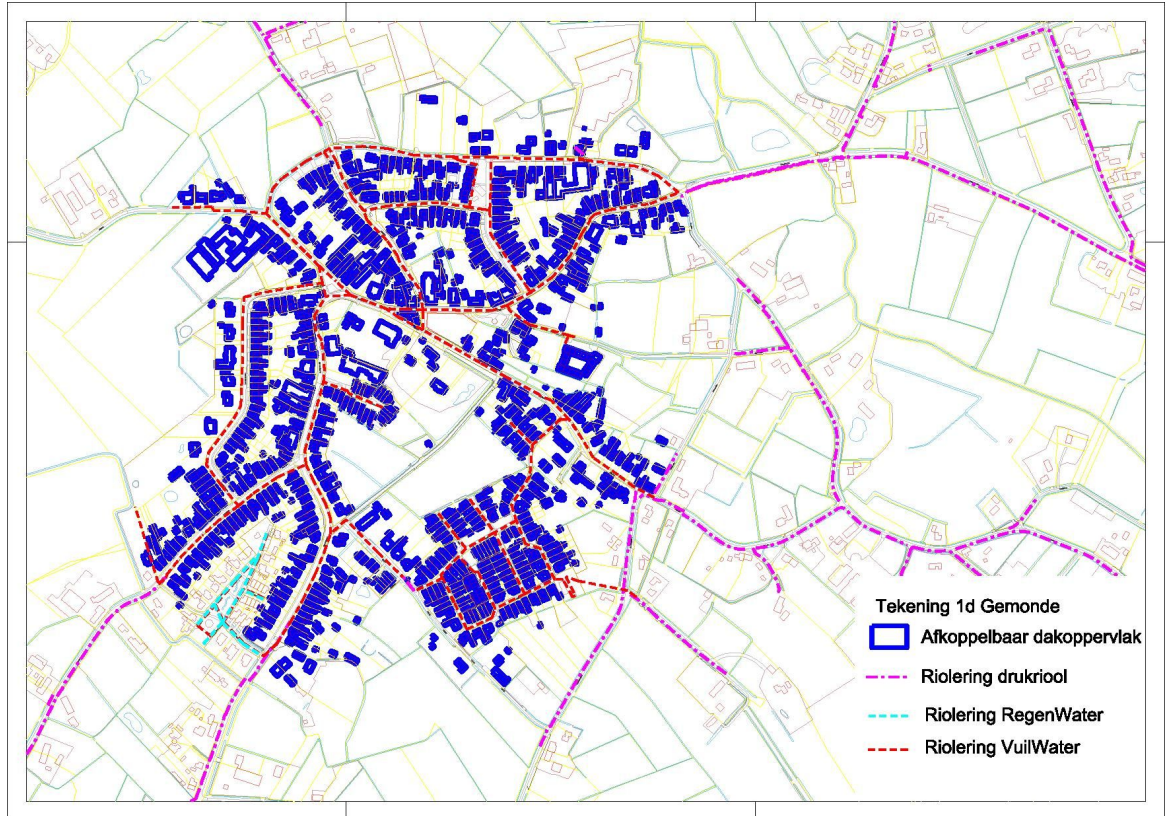 Tekening 1d Gemonde
Afkoppelbaar dakoppervlak
Riolering drukriool
Riolering RegenWater
Riolering VuilWater